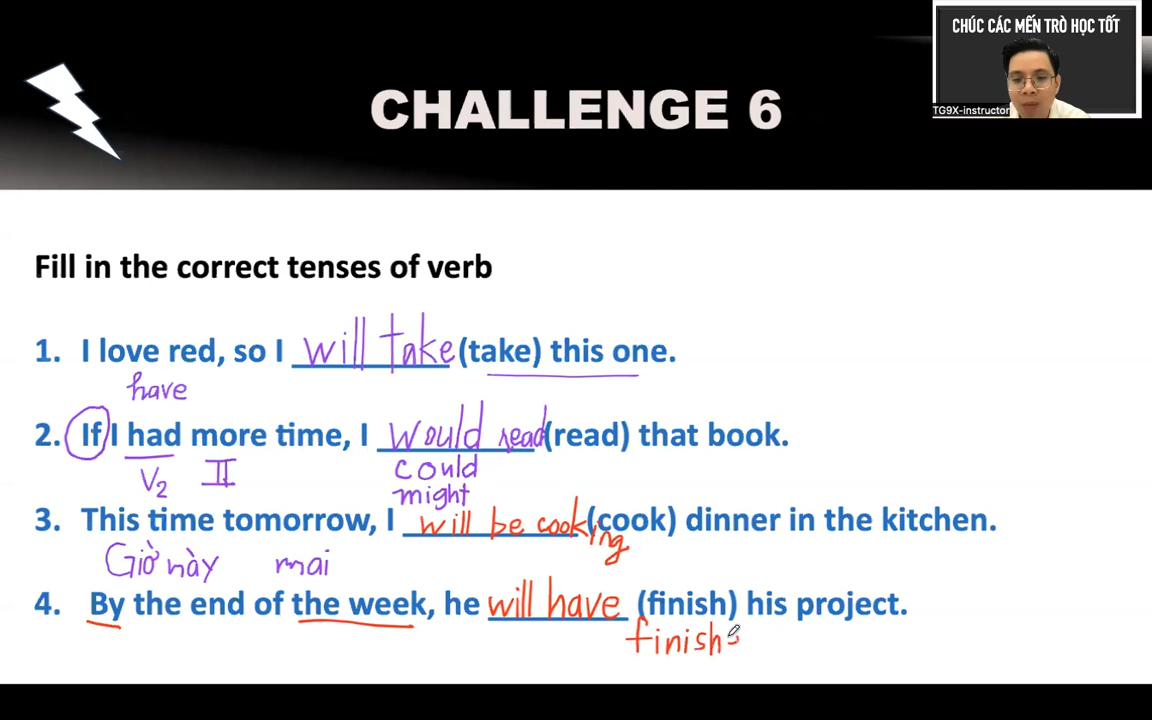 CHÚC CÁC MẾN TRÒ HỌC TỐT
TG9X-instructor
CHALLENGE 6
Fill in the correct tenses of verb
1. I love red, so I will take (take) this one.
have
2. If I had more time, I would read (read) that book.
V2 II could
might
3. This time tomorrow, I will be cooking (cook) dinner in the kitchen.
Giờ này mai
4. By the end of the week, he will have (finish) his project.
finish